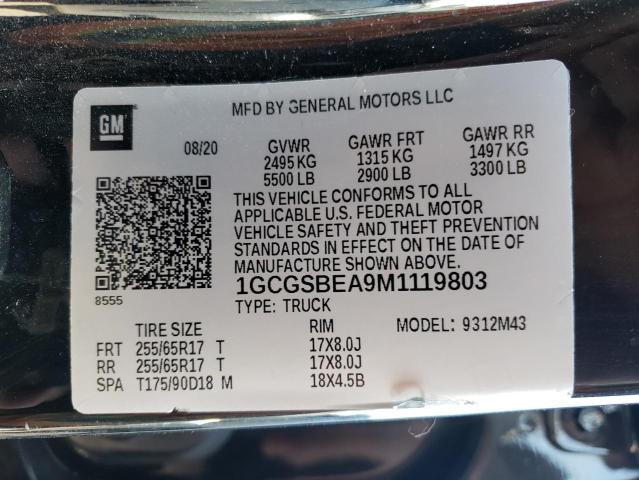 GM
MFD BY GENERAL MOTORS LLC
08/20 GVWR GAWR FRT GAWR RR
2495 KG 1315 KG 1497 KG
5500 LB 2900 LB 3300 LB
THIS VEHICLE CONFORMS TO ALL
APPLICABLE U.S. FEDERAL MOTOR
VEHICLE SAFETY AND THEFT PREVENTION
STANDARDS IN EFFECT ON THE DATE OF
MANUFACTURE SHOWN ABOVE.
8555
1GCGSBEA9M1119803
TYPE: TRUCK
TIRE SIZE RIM MODEL: 9312M43
FRT 255/65R17 T 17X8.0J
RR 255/65R17 T 17X8.0J
SPA T175/90D18 M 18X4.5B